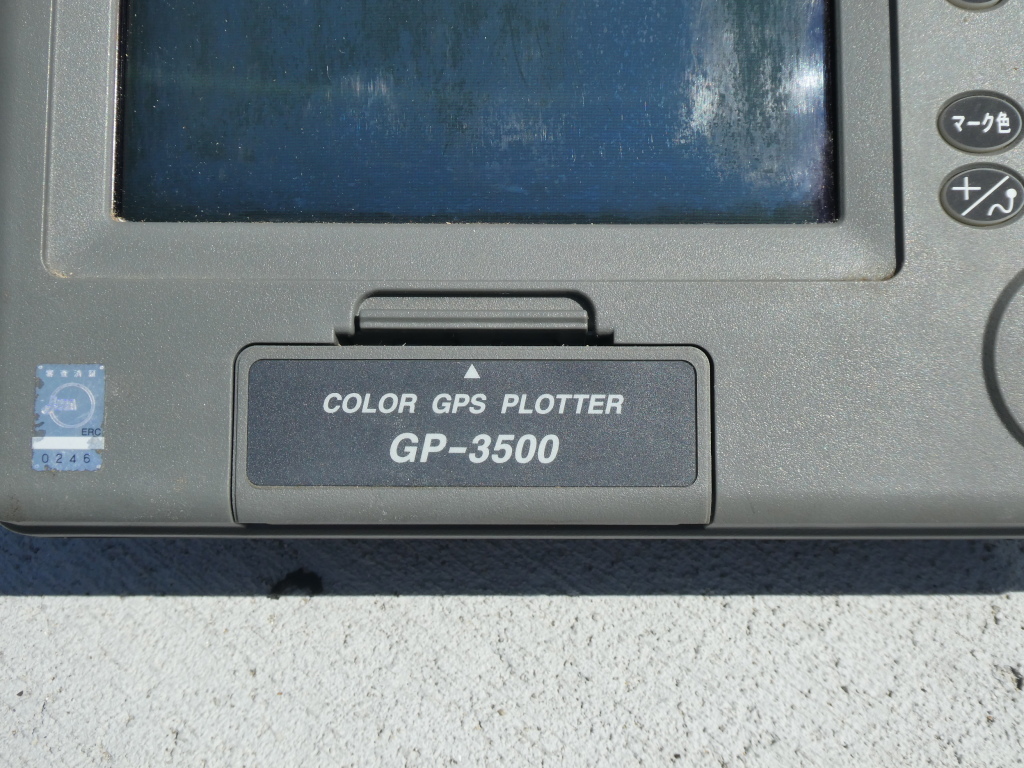 マーク色
COLOR GPS PLOTTER
GP-3500
ERC
0246